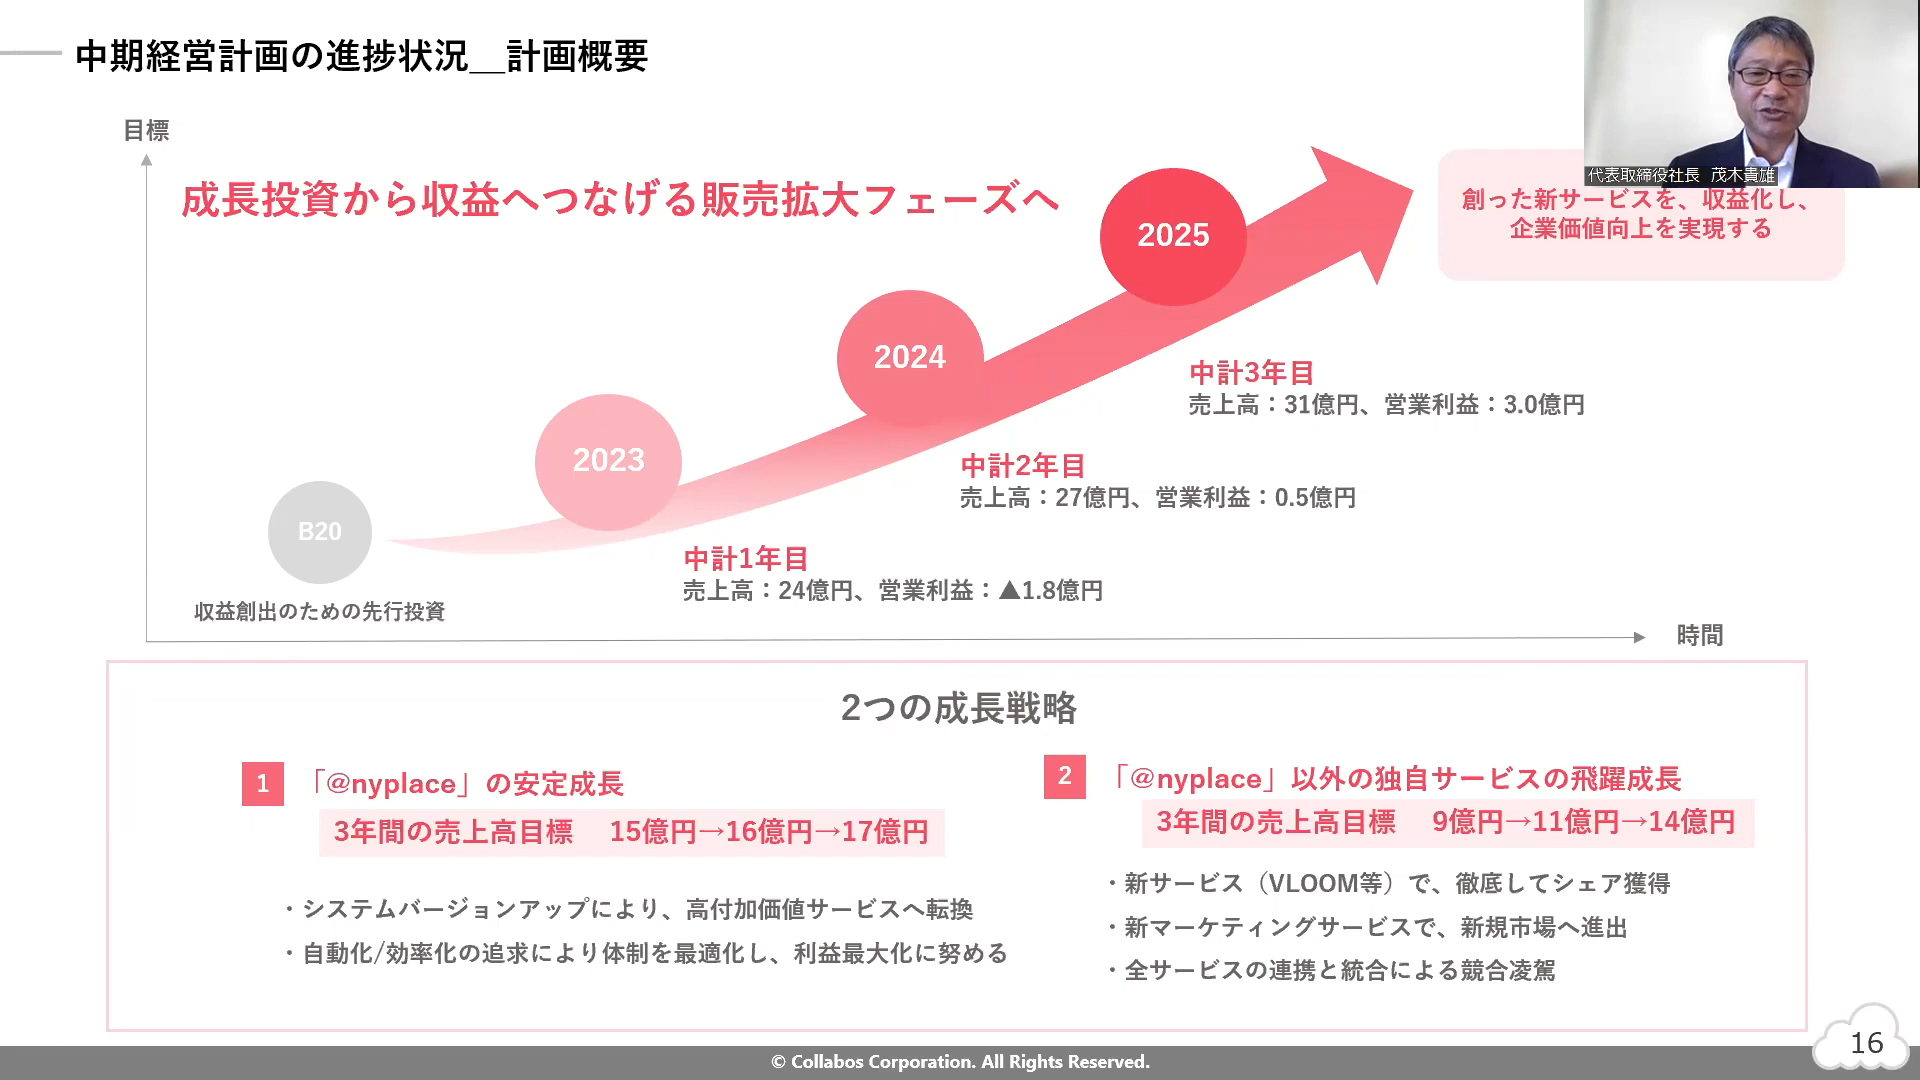 中期経営計画の進捗状況__計画概要
代表取締役社長 茂木貴雄
目標
成長投資から収益へつなげる販売拡大フェーズへ
創った新サービスを、収益化し、
企業価値向上を実現する
2025
2024
2023
B20
収益創出のための先行投資
中計3年目
売上高：31億円、営業利益：3.0億円
中計2年目
売上高：27億円、営業利益：0.5億円
中計1年目
売上高：24億円、営業利益：▲1.8億円
時間
2つの成長戦略
1 「@nyplace」の安定成長
3年間の売上高目標 15億円→16億円→17億円
・システムバージョンアップにより、高付加価値サービスへ転換
・自動化/効率化の追求により体制を最適化し、利益最大化に努める
2 「@nyplace」以外の独自サービスの飛躍成長
3年間の売上高目標 9億円→11億円→14億円
・新サービス（VLOOM等）で、徹底してシェア獲得
・新マーケティングサービスで、新規市場へ進出
・全サービスの連携と統合による競合凌駕
© Collabos Corporation. All Rights Reserved.
16